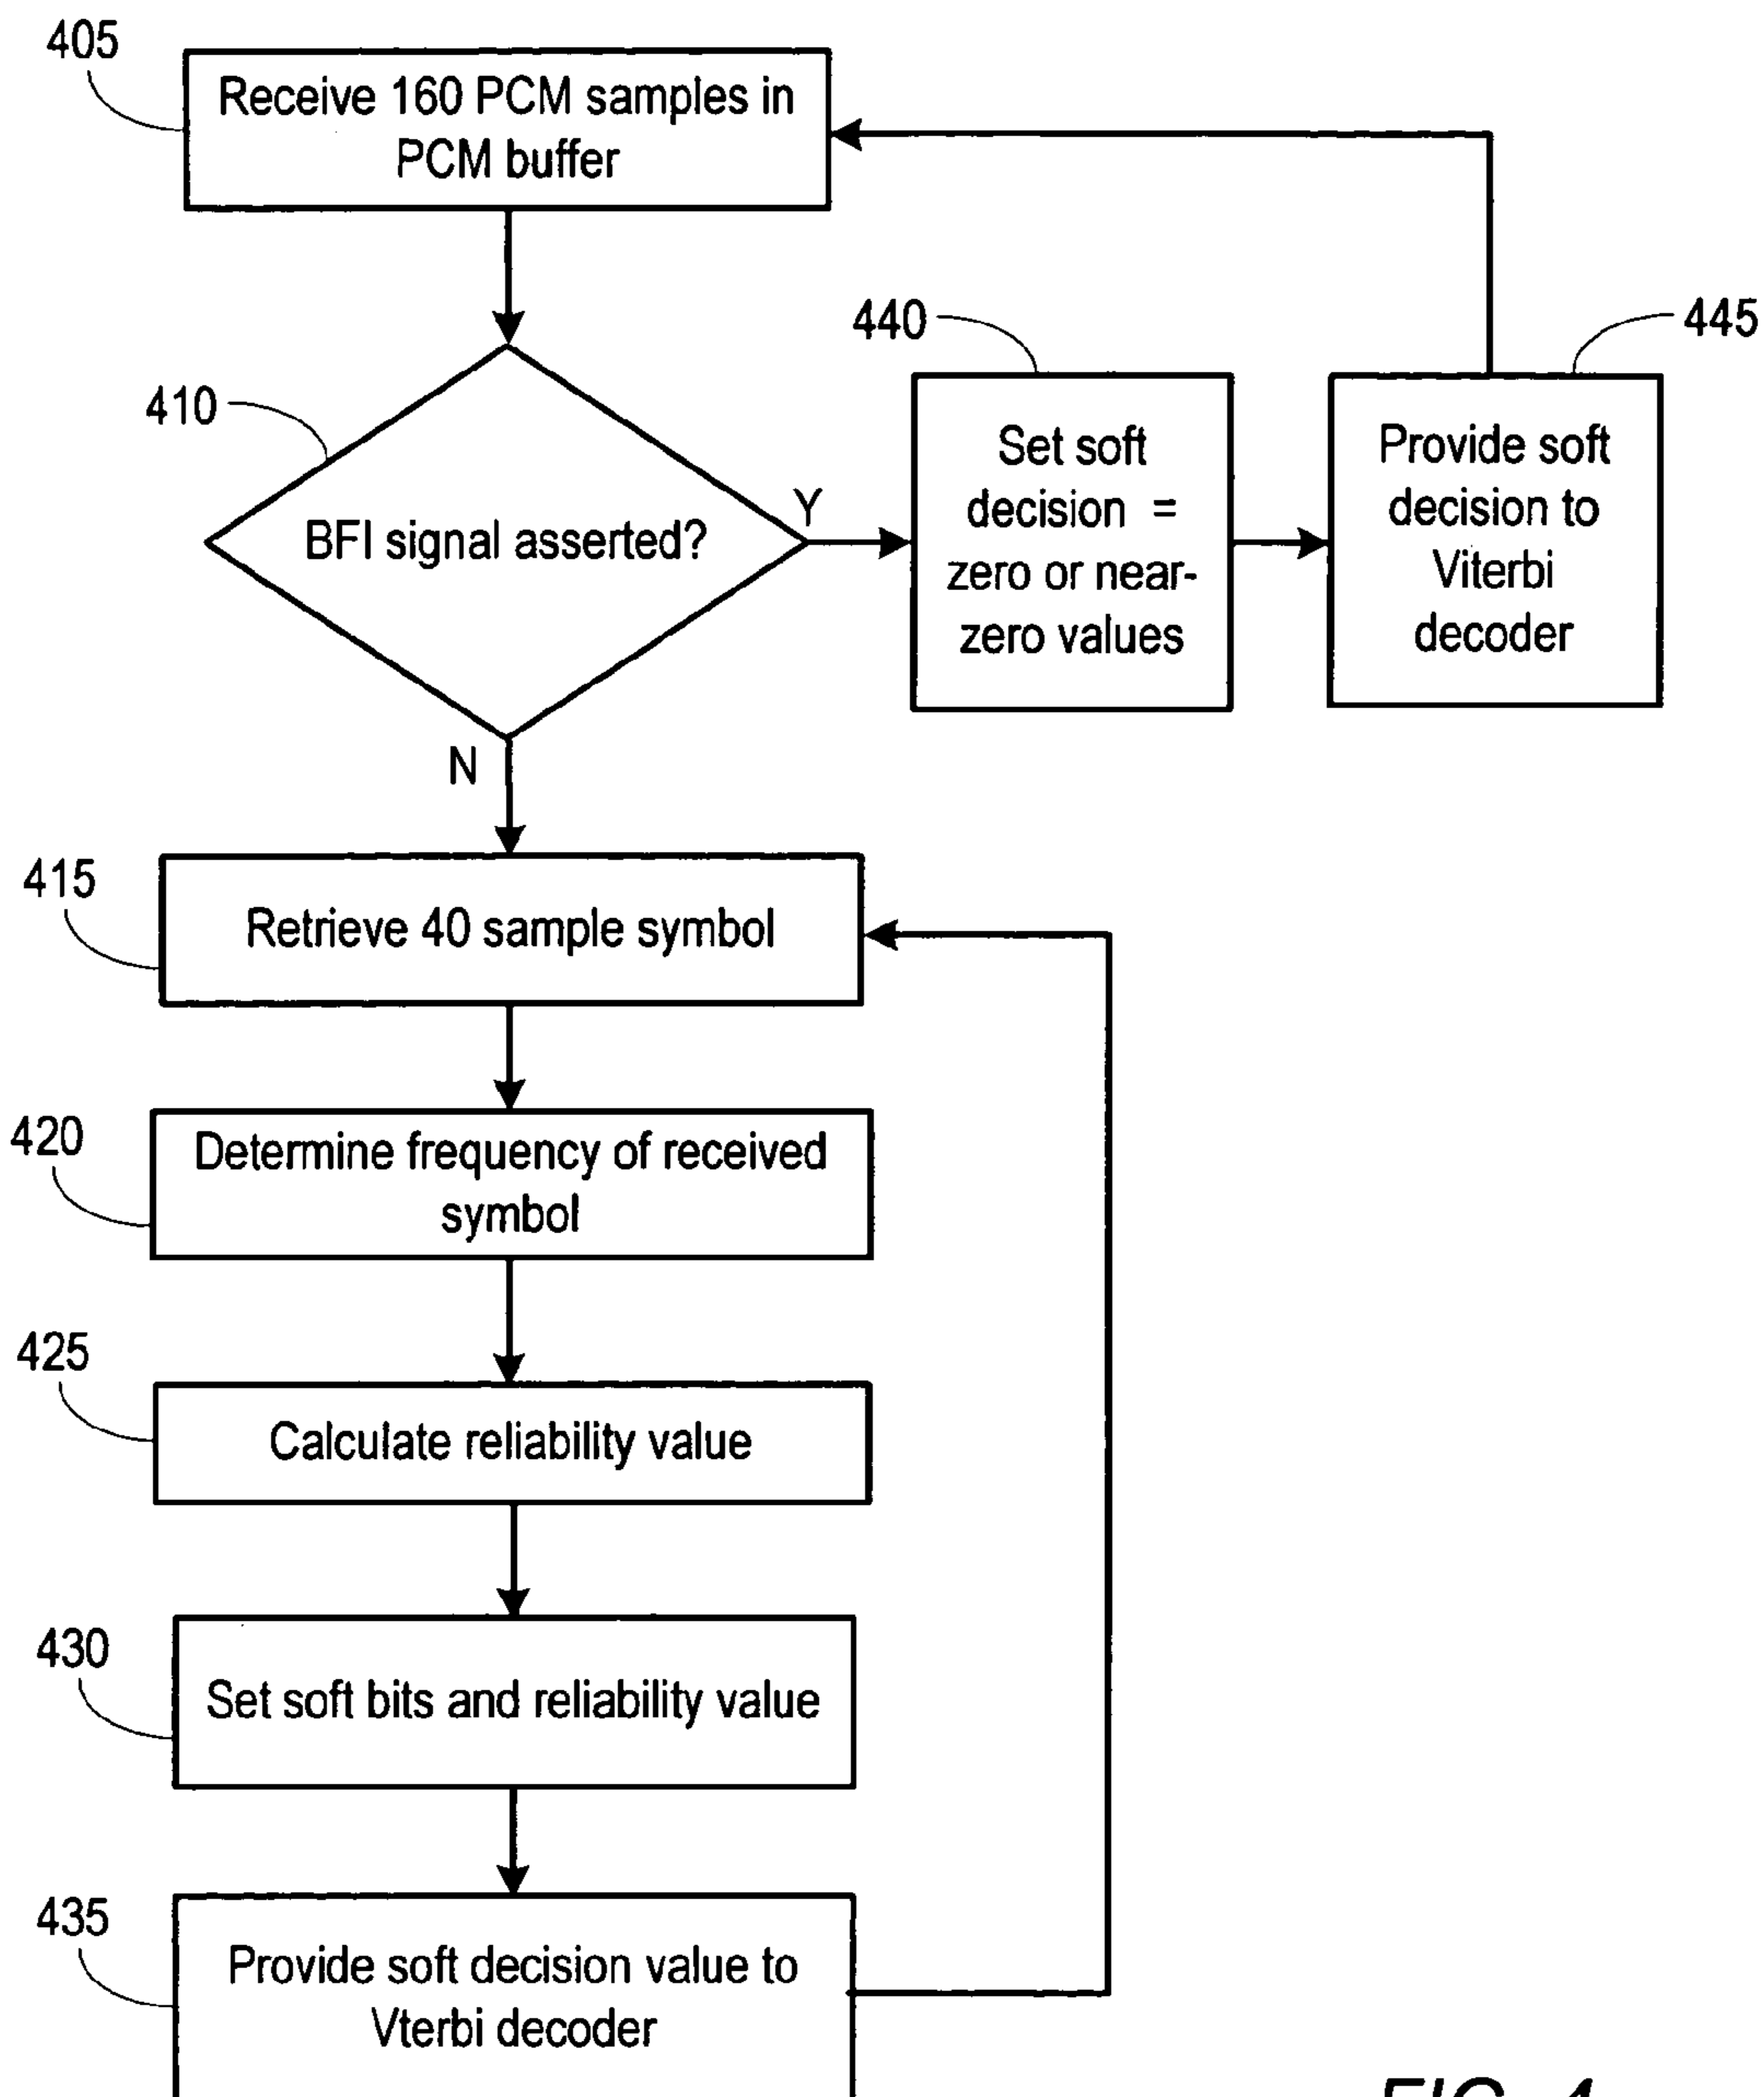 405
Receive 160 PCM samples in
PCM buffer
410
BFI signal asserted?
Y
N
440
Set soft
decision =
zero or near-
zero values
445
Provide soft
decision to
Viterbi
decoder
415
Retrieve 40 sample symbol
420
Determine frequency of received
symbol
425
Calculate reliability value
430
Set soft bits and reliability value
435
Provide soft decision value to
Vterbi decoder
FIG. 4